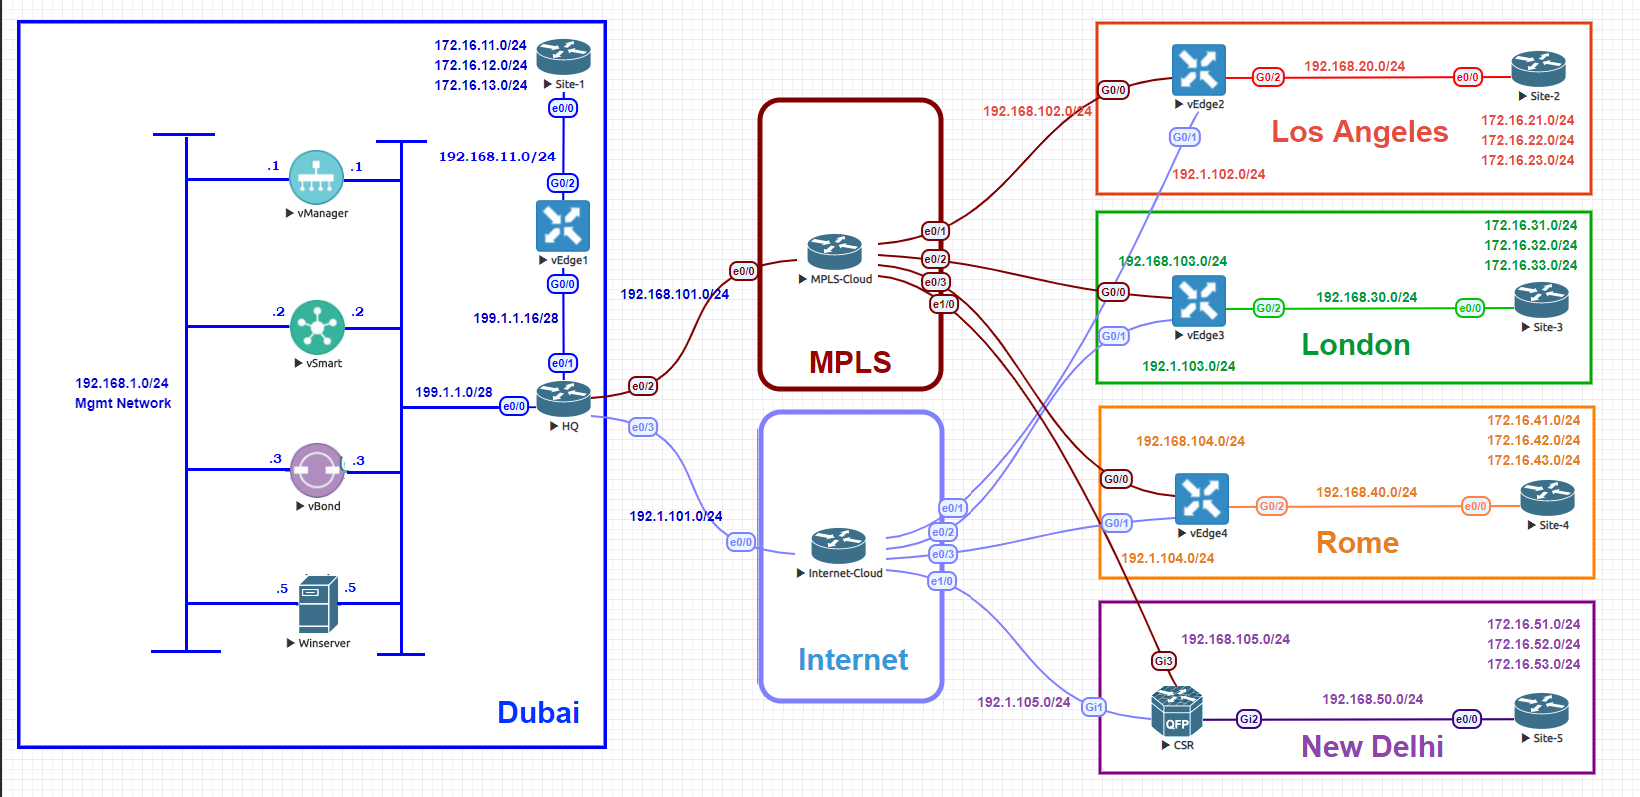 172.16.11.0/24
172.16.12.0/24
172.16.13.0/24
Site-1
e0/0
192.168.11.0/24
G0/2
vEdge1
G0/0
199.1.1.16/28
e0/1
.1
.1
vManager
.2
.2
vSmart
192.168.1.0/24
Mgmt Network
199.1.1.0/28
e0/0
HQ
e0/2
e0/3
.3
.3
vBond
.5
.5
Winserver
Dubai
192.168.101.0/24
e0/0
192.1.101.0/24
e0/0
MPLS-Cloud
e0/1
e0/2
e0/3
e1/0
MPLS
Internet-Cloud
e0/1
e0/2
e0/3
e1/0
Internet
192.168.102.0/24
G0/0
vEdge2
G0/1
192.1.102.0/24
G0/2
192.168.20.0/24
e0/0
Site-2
Los Angeles
172.16.21.0/24
172.16.22.0/24
172.16.23.0/24
172.16.31.0/24
172.16.32.0/24
172.16.33.0/24
192.168.103.0/24
G0/0
G0/1
vEdge3
192.1.103.0/24
G0/2
192.168.30.0/24
e0/0
Site-3
London
172.16.41.0/24
172.16.42.0/24
172.16.43.0/24
192.168.104.0/24
G0/0
G0/1
vEdge4
192.1.104.0/24
G0/2
192.168.40.0/24
e0/0
Site-4
Rome
172.16.51.0/24
172.16.52.0/24
172.16.53.0/24
192.168.105.0/24
Gi3
192.1.105.0/24
Gi1
QFP
CSR
Gi2
192.168.50.0/24
e0/0
Site-5
New Delhi